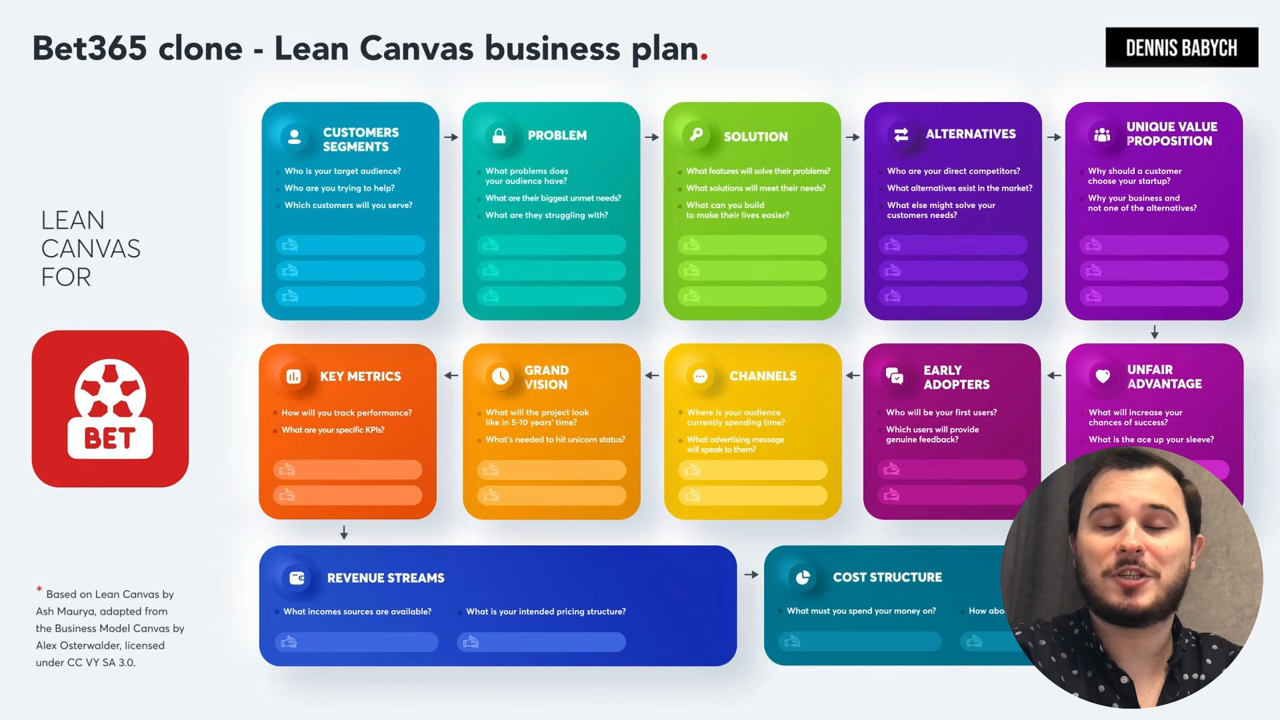 Bet365 clone - Lean Canvas business plan.
DENNIS BABYCH
LEAN
CANVAS
FOR
BET
* Based on Lean Canvas by
Ash Maurya, adapted from
the Business Model Canvas by
Alex Osterwalder, licensed
under CC VY SA 3.0.
CUSTOMERS
SEGMENTS
Who is your target audience?
Who are you trying to help?
Which customers will you serve?
PROBLEM
What problems does
your audience have?
What are their biggest unmet needs?
What are they struggling with?
SOLUTION
What features will solve their problems?
What solutions will meet their needs?
What can you build
to make their lives easier?
ALTERNATIVES
Who are your direct competitors?
What alternatives exist in the market?
What else might solve your
customers needs?
UNIQUE VALUE
PROPOSITION
Why should a customer
choose your startup?
Why your business and
not one of the alternatives?
KEY METRICS
How will you track performance?
What are your specific KPIs?
GRAND
VISION
What will the project look
like in 5-10 years' time?
What's needed to hit unicorn status?
CHANNELS
Where is your audience
currently spending time?
What advertising message
will speak to them?
EARLY
ADOPTERS
Who will be your first users?
Which users will provide
genuine feedback?
UNFAIR
ADVANTAGE
What will increase your
chances of success?
What is the ace up your sleeve?
REVENUE STREAMS
What incomes sources are available?
What is your intended pricing structure?
COST STRUCTURE
What must you spend your money on?
How